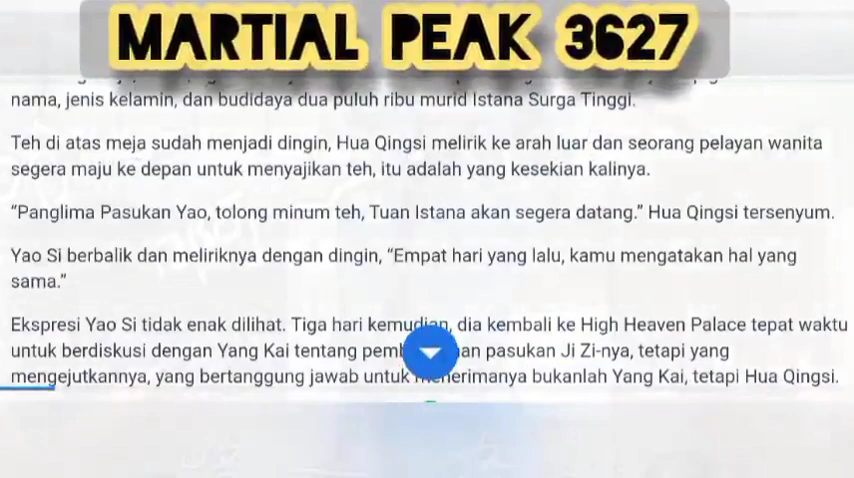 MARTIAL PEAK 3627
nama, jenis kelamin, dan budidaya dua puluh ribu murid Istana Surga Tinggi.
Teh di atas meja sudah menjadi dingin, Hua Qingsi melirik ke arah luar dan seorang pelayan wanita
segera maju ke depan untuk menyajikan teh, itu adalah yang kesekian kalinya.
“Panglima Pasukan Yao, tolong minum teh, Tuan Istana akan segera datang.” Hua Qingsi tersenyum.
Yao Si berbalik dan meliriknya dengan dingin, “Empat hari yang lalu, kamu mengatakan hal yang
sama.”
Ekspresi Yao Si tidak enak dilihat. Tiga hari kemudian, dia kembali ke High Heaven Palace tepat waktu
untuk berdiskusi dengan Yang Kai tentang pasukan Ji Zi-nya, tetapi yang
mengejutkannya, yang bertanggung jawab untuk menerimanya bukanlah Yang Kai, tetapi Hua Qingsi.